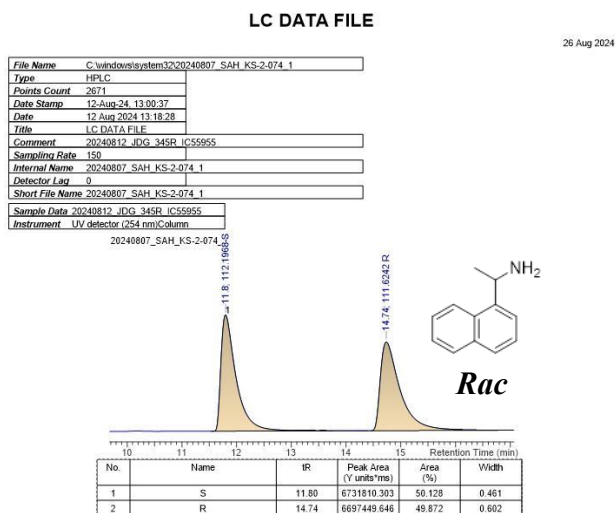 LC DATA FILE
26 Aug 2024
File Name C:\windows\system32\20240807_SAH_KS-2-074_1
Type HPLC
Points Count 2671
Date Stamp 12-Aug-24, 13:00:37
Date 12 Aug 2024 13:18:28
Title LC DATA FILE
Comment 20240812_JDG_345R_IC55955
Sampling Rate 150
Internal Name 20240807_SAH_KS-2-074_1
Detector Lag 0
Short File Name 20240807_SAH_KS-2-074_1
Sample Data 20240812_JDG_345R_IC55955
Instrument UV detector (254 nm)Column
20240807_SAH_KS-2-074_
11.8; 112.1968 S
14.74; 111.6242 R
NH2
Rac
10 11 12 13 14 15 Retention Time (min)
No. Name tR Peak Area (Y units*ms) Area (%) Width
1 S 11.80 6731810.303 50.128 0.461
2 R 14.74 6697449.646 49.872 0.602